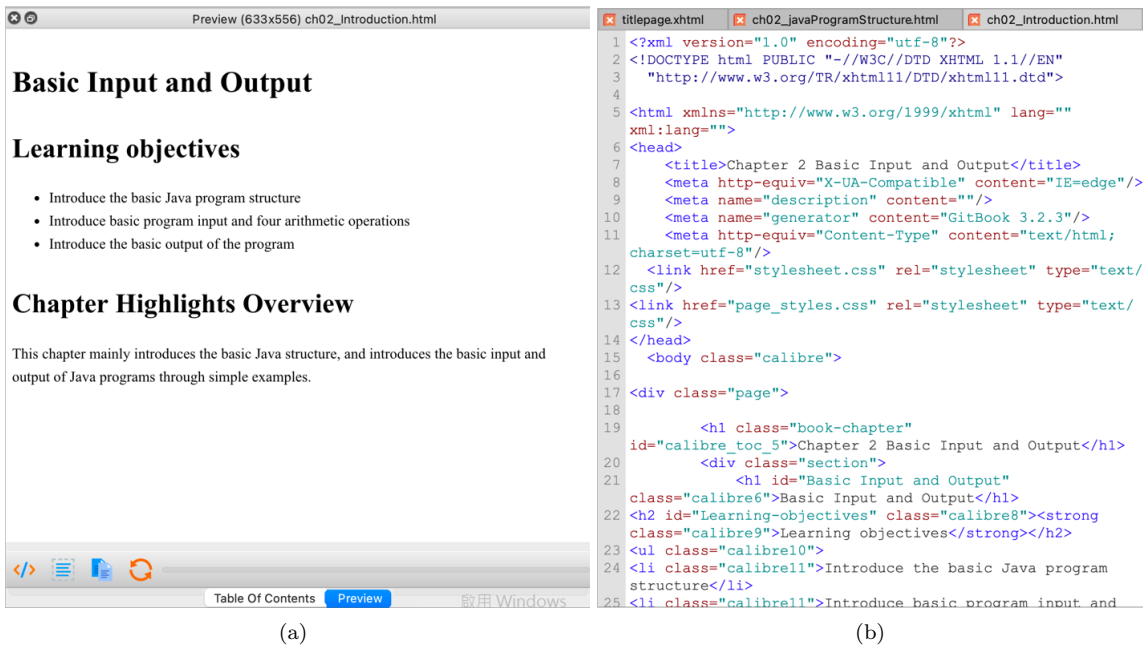 Preview (633x556) ch02_Introduction.html
Basic Input and Output
Learning objectives
• Introduce the basic Java program structure
• Introduce basic program input and four arithmetic operations
• Introduce the basic output of the program
Chapter Highlights Overview
This chapter mainly introduces the basic Java structure, and introduces the basic input and
output of Java programs through simple examples.
Table Of Contents
Preview
啟用 Windows
(a)
titlepage.xhtml
ch02_javaProgramStructure.html
ch02_Introduction.html
1 <?xml version="1.0" encoding="utf-8"?>
2 <!DOCTYPE html PUBLIC "-//W3C//DTD XHTML 1.1//EN"
3 "http://www.w3.org/TR/xhtml11/DTD/xhtml11.dtd">
4
5 <html xmlns="http://www.w3.org/1999/xhtml" lang=""
xml:lang="">
6 <head>
7 <title>Chapter 2 Basic Input and Output</title>
8 <meta http-equiv="X-UA-Compatible" content="IE=edge"/>
9 <meta name="description" content=""/>
10 <meta name="generator" content="GitBook 3.2.3"/>
11 <meta http-equiv="Content-Type" content="text/html;
charset=utf-8"/>
12 <link href="stylesheet.css" rel="stylesheet" type="text/
css"/>
13 <link href="page_styles.css" rel="stylesheet" type="text/
css"/>
14 </head>
15 <body class="calibre">
16
17 <div class="page">
18
19 <h1 class="book-chapter"
id="calibre_toc_5">Chapter 2 Basic Input and Output</h1>
20 <div class="section">
21 <h1 id="Basic Input and Output"
class="calibre6">Basic Input and Output</h1>
22 <h2 id="Learning-objectives" class="calibre8"><strong
class="calibre9">Learning objectives</strong></h2>
23 <ul class="calibre10">
24 <li class="calibre11">Introduce the basic Java program
structure</li>
25 <li class="calibre11">Introduce basic program input and
(b)